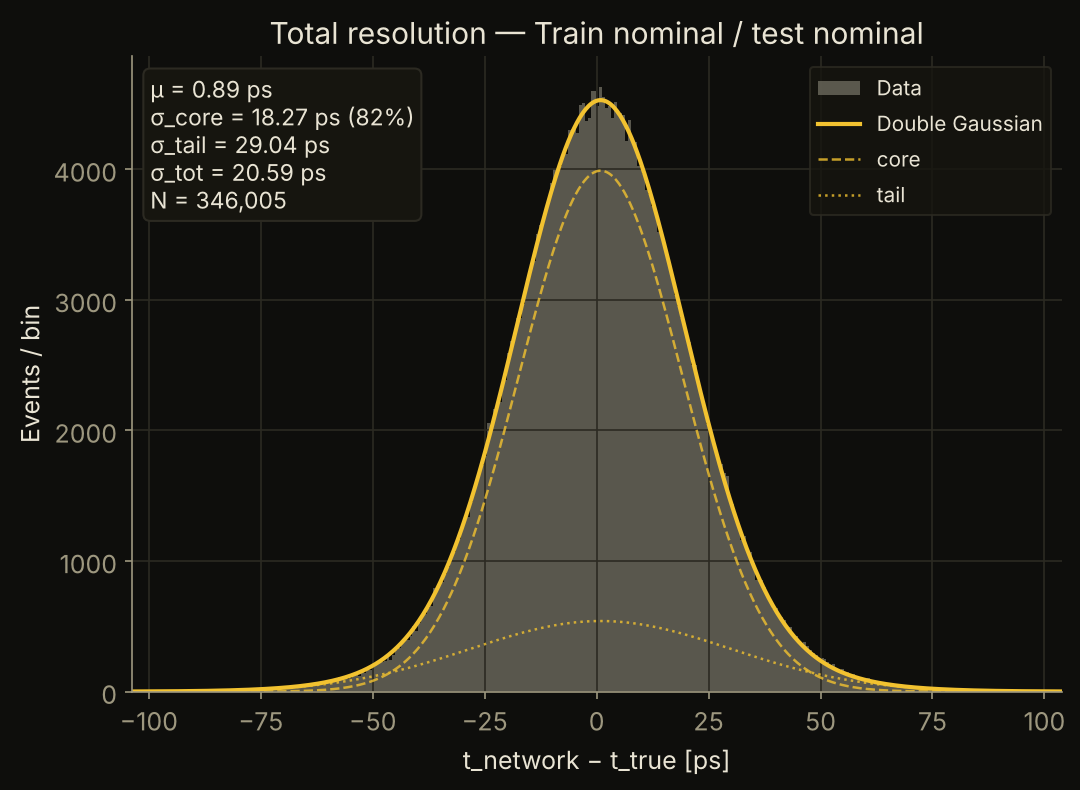 Total resolution — Train nominal / test nominal
μ = 0.89 ps
σ_core = 18.27 ps (82%)
σ_tail = 29.04 ps
σ_tot = 20.59 ps
N = 346,005
Data
Double Gaussian
core
tail
Events / bin
4000
3000
2000
1000
0
−100 −75 −50 −25 0 25 50 75 100
t_network − t_true [ps]